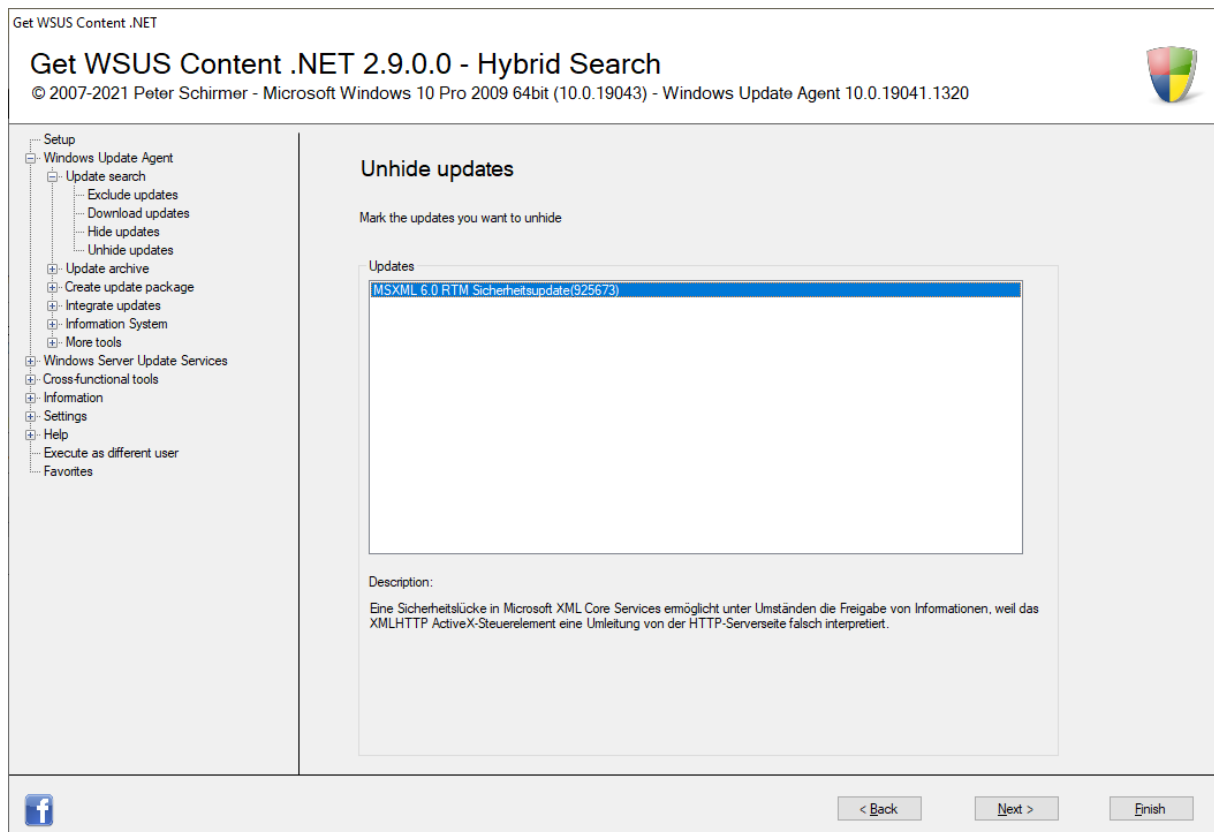 Get WSUS Content .NET
Get WSUS Content .NET 2.9.0.0 - Hybrid Search
© 2007-2021 Peter Schirmer - Microsoft Windows 10 Pro 2009 64bit (10.0.19043) - Windows Update Agent 10.0.19041.1320
Setup
Windows Update Agent
Update search
Exclude updates
Download updates
Hide updates
Unhide updates
Update archive
Create update package
Integrate updates
Information System
More tools
Windows Server Update Services
Cross-functional tools
Information
Settings
Help
Execute as different user
Favorites
Unhide updates
Mark the updates you want to unhide
Updates
MSXML 6.0 RTM Sicherheitsupdate(925673)
Description:
Eine Sicherheitslücke in Microsoft XML Core Services ermöglicht unter Umständen die Freigabe von Informationen, weil das
XMLHTTP ActiveX-Steuerelement eine Umleitung von der HTTP-Serverseite falsch interpretiert.
f
< Back
Next >
Finish